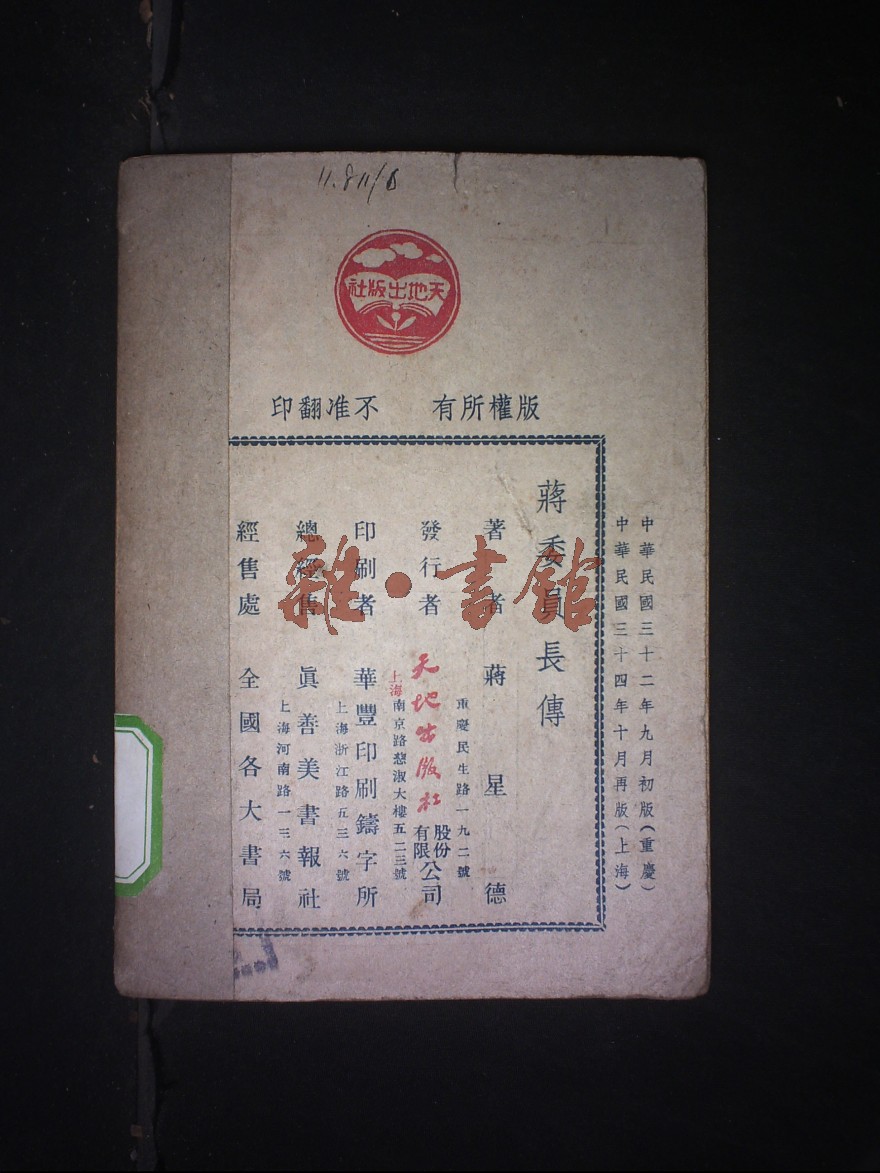 11.811/6
天地出版社
版權所有　不准翻印
中華民國三十二年九月初版(重慶)
中華民國三十四年十月再版(上海)
蔣委員長傳
著者　蔣星德
重慶民生路一九二號
發行者　天地出版社股份有限公司
上海南京路慈淑大樓五二三號
印刷者　華豐印刷鑄字所
上海浙江路五三六號
總經售　眞善美書報社
上海河南路一三六號
經售處　全國各大書局
雜·書館